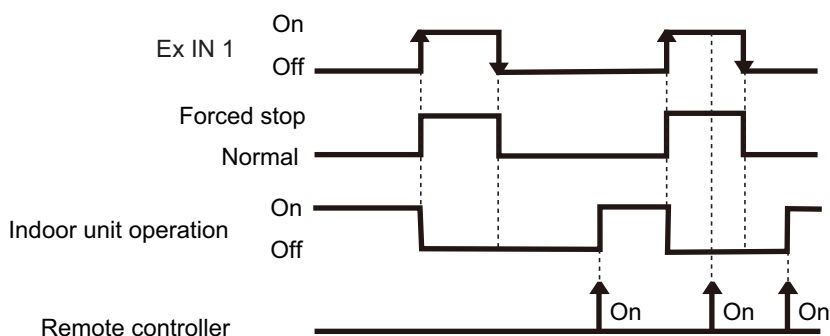 On
Ex IN 1
Off
Forced stop
Normal
On
Indoor unit operation
Off
On
On
On
Remote controller